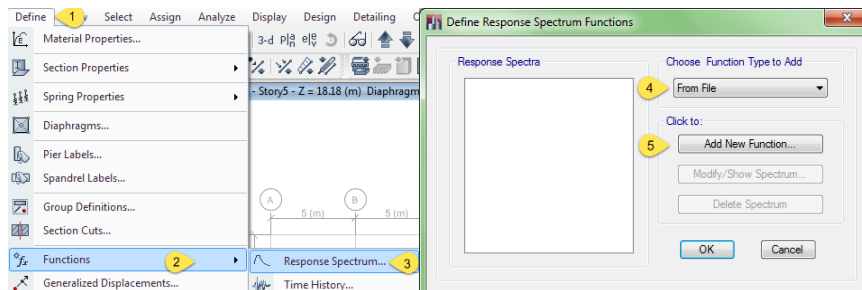 Define 1 Select Assign Analyze Display Design Detailing
Material Properties...
3-d
Section Properties
- Story5 - Z = 18.18 (m) Diaphragm
Spring Properties
Diaphragms...
Pier Labels...
Spandrel Labels...
A B
Group Definitions...
5 (m) 5 (m)
Section Cuts...
Functions 2
Response Spectrum... 3
Generalized Displacements...
Time History...
Define Response Spectrum Functions
Response Spectra
Choose Function Type to Add
4 From File
Click to:
5 Add New Function...
Modify/Show Spectrum...
Delete Spectrum
OK Cancel